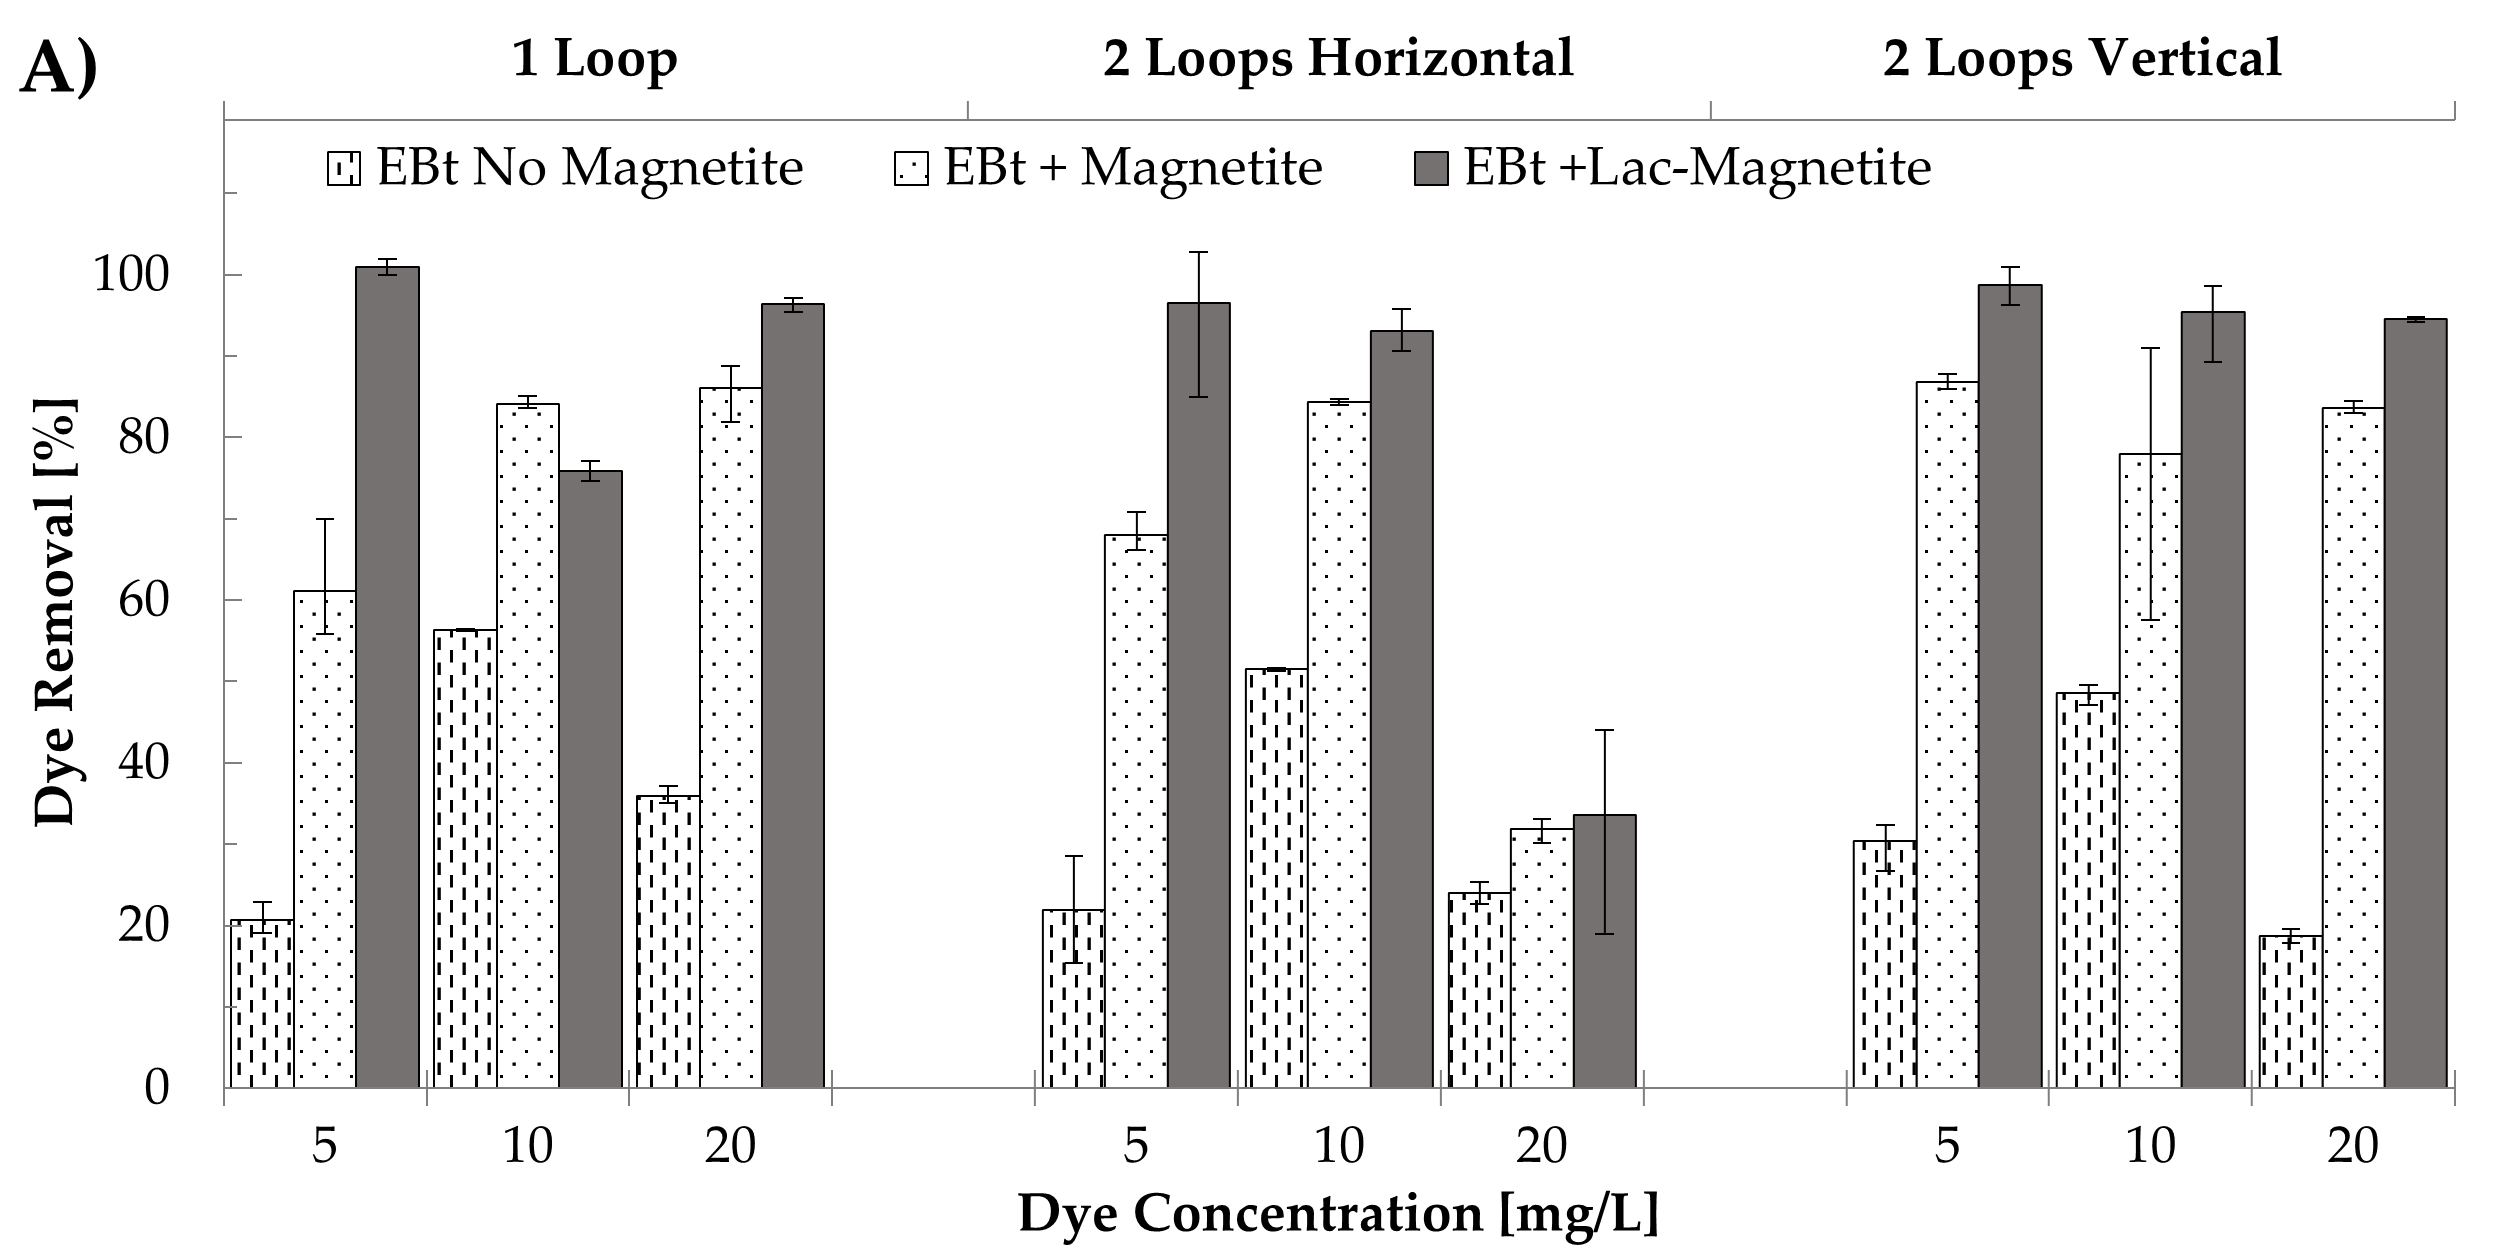 A)
1 Loop 2 Loops Horizontal 2 Loops Vertical
EBt No Magnetite EBt + Magnetite EBt +Lac-Magnetite
100
80
60
40
20
0
Dye Removal [%]
5 10 20 5 10 20 5 10 20
Dye Concentration [mg/L]